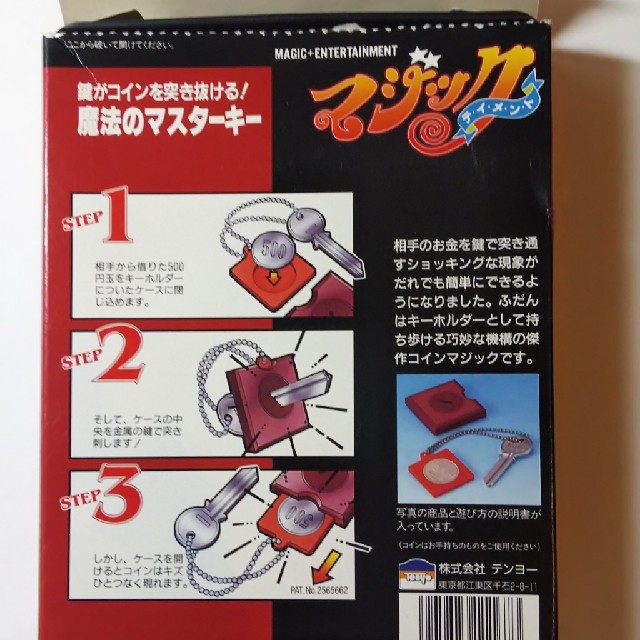 ここから破いて開けてください。
MAGIC+ENTERTAINMENT
マジック
テイ・メ・ン・ト
鍵がコインを突き抜ける!
魔法のマスターキー
STEP 1
500
相手から借りた500
円玉をキーホルダー
についたケースに閉
じ込めます。
STEP 2
そして、ケースの中
央を金属の鍵で突き
刺します!
STEP 3
しかし、ケースを開
けるとコインはキズ
ひとつなく現れます。
500
PAT. No.2565662
相手のお金を鍵で突き通
すショッキングな現象が
だれでも簡単にできるよ
うになりました。ふだん
はキーホルダーとして持
ち歩ける巧妙な機構の傑
作コインマジックです。
写真の商品と遊び方の説明書が
入っています。
(コインはお手持ちのものをご使用ください)
株式会社 テンヨー
東京都江東区千石2-8-11